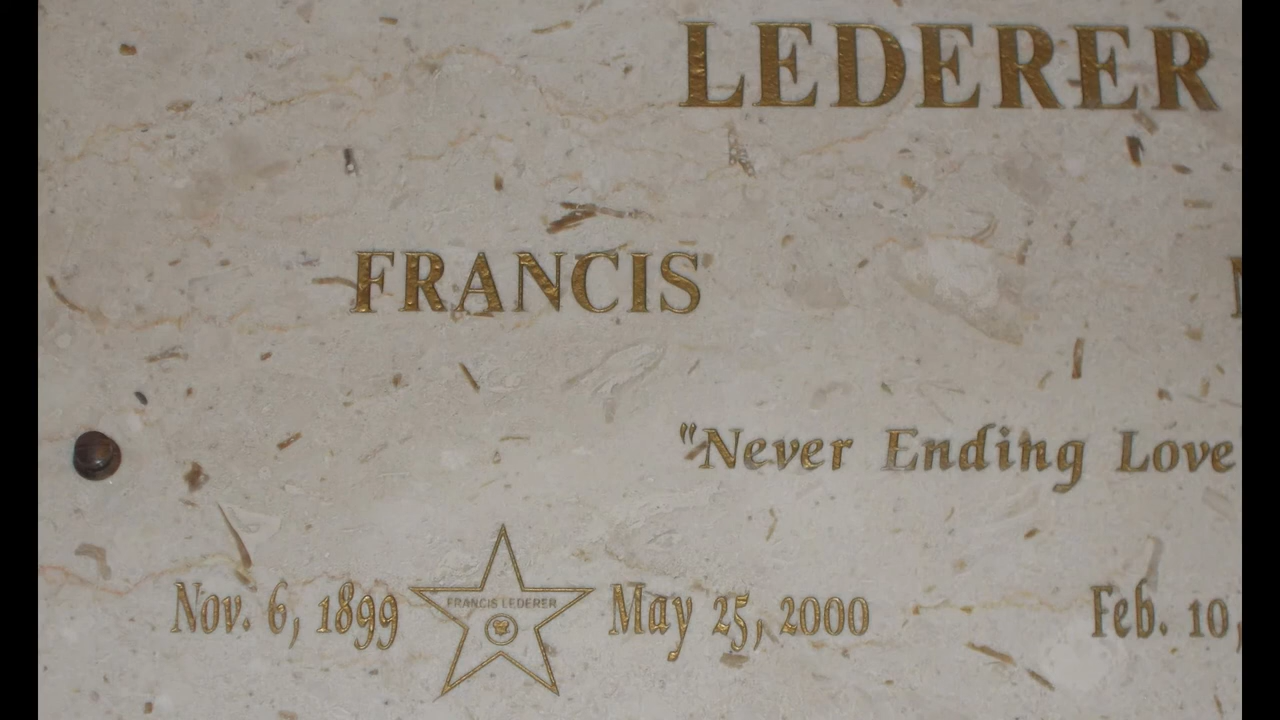 LEDERER
FRANCIS
"Never Ending Love
Nov. 6, 1899 FRANCIS LEDERER May 25, 2000 Feb. 10,